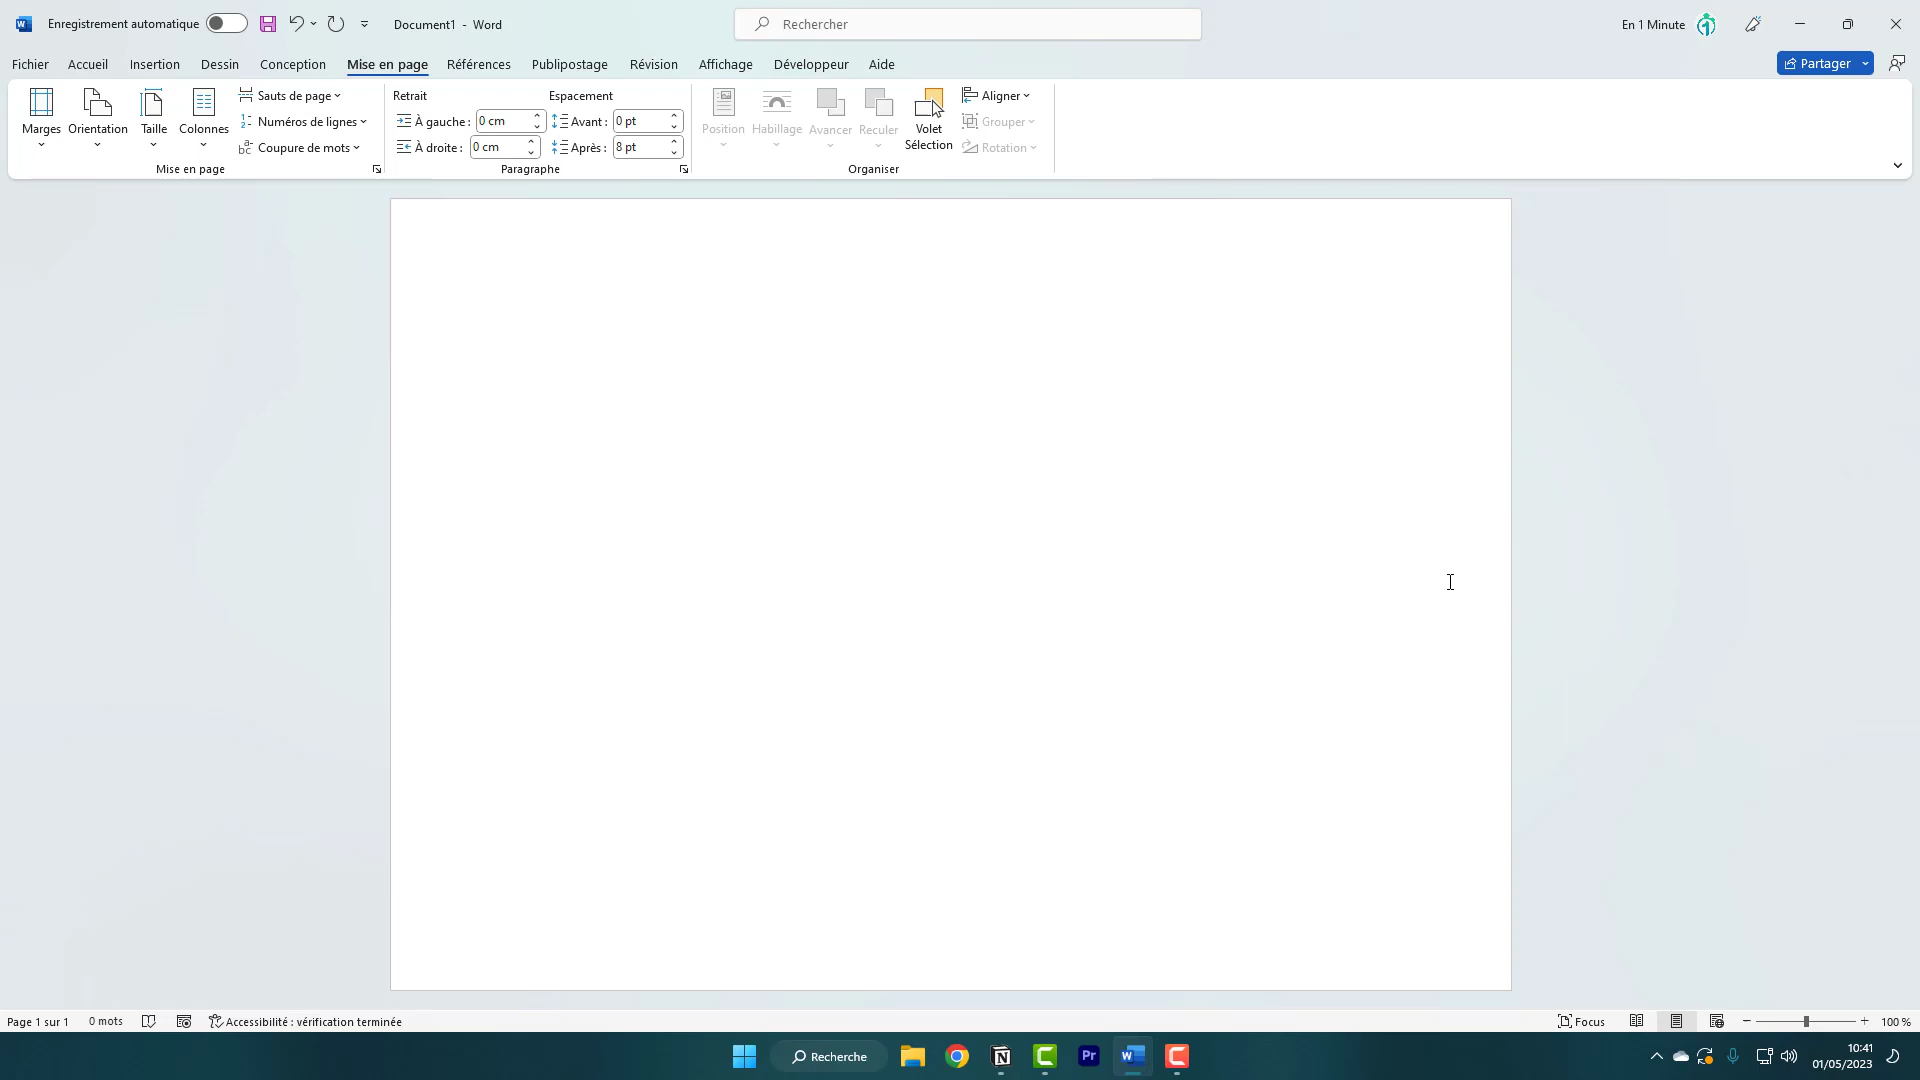 Enregistrement automatique
Document1 - Word
Rechercher
En 1 Minute
Fichier Accueil Insertion Dessin Conception Mise en page Références Publipostage Révision Affichage Développeur Aide
Partager
Marges
Orientation
Taille
Colonnes
Sauts de page
Numéros de lignes
Coupure de mots
Mise en page
Retrait
À gauche : 0 cm
À droite : 0 cm
Espacement
Avant : 0 pt
Après : 8 pt
Paragraphe
Position
Habillage
Avancer
Reculer
Volet
Sélection
Aligner
Grouper
Rotation
Organiser
Page 1 sur 1
0 mots
Accessibilité : vérification terminée
Focus
100 %
Recherche
Pr
10:41
01/05/2023